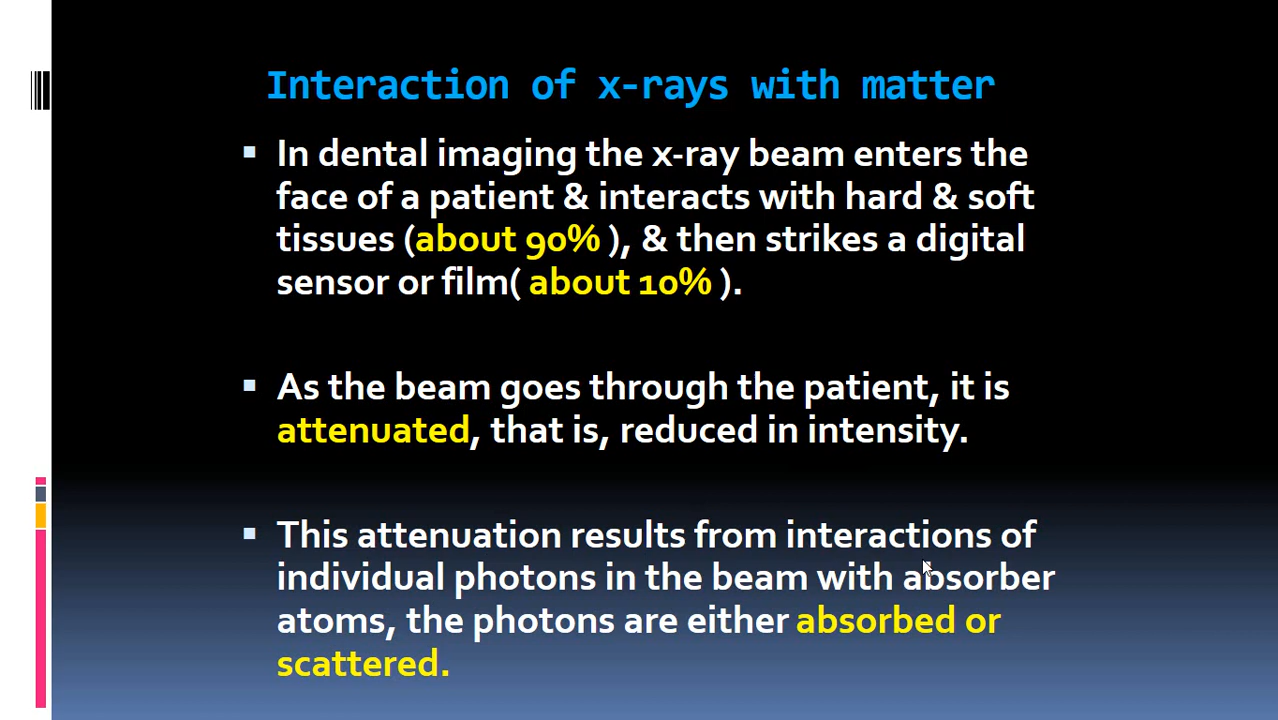 Interaction of x-rays with matter
▪ In dental imaging the x-ray beam enters the
face of a patient & interacts with hard & soft
tissues (about 90% ), & then strikes a digital
sensor or film( about 10% ).
▪ As the beam goes through the patient, it is
attenuated, that is, reduced in intensity.
▪ This attenuation results from interactions of
individual photons in the beam with absorber
atoms, the photons are either absorbed or
scattered.